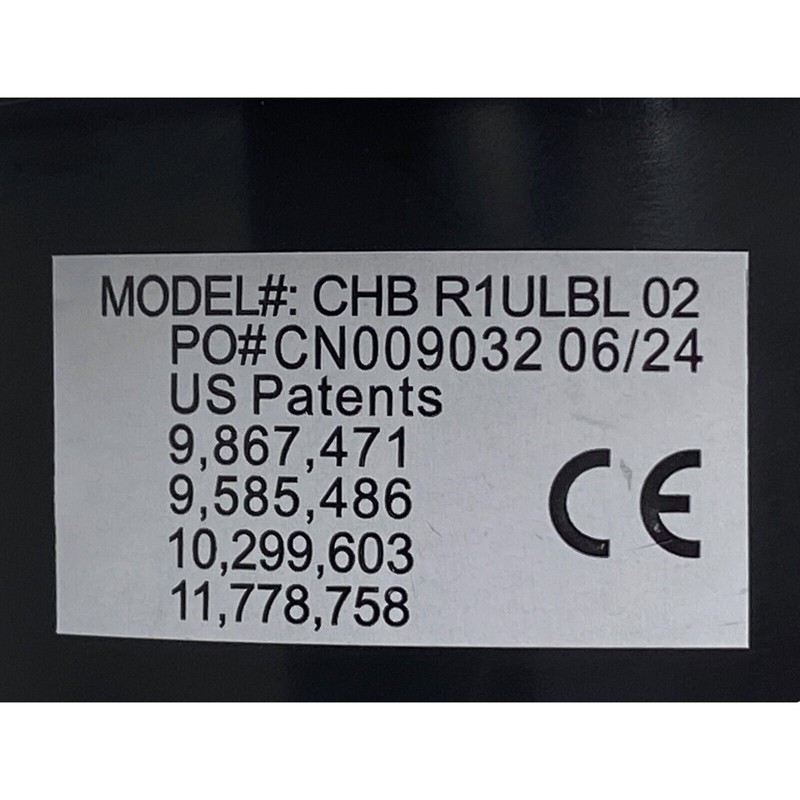 MODEL#: CHB R1ULBL 02
PO#CN009032 06/24
US Patents
9,867,471
9,585,486
10,299,603
11,778,758
CE